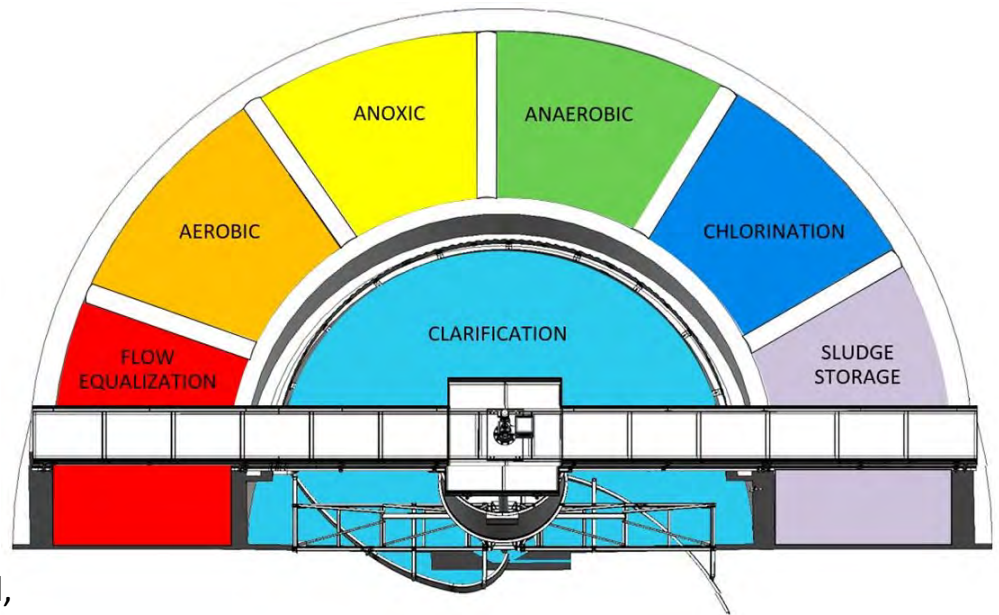 ANOXIC
ANAEROBIC
AEROBIC
CHLORINATION
CLARIFICATION
FLOW
EQUALIZATION
SLUDGE
STORAGE